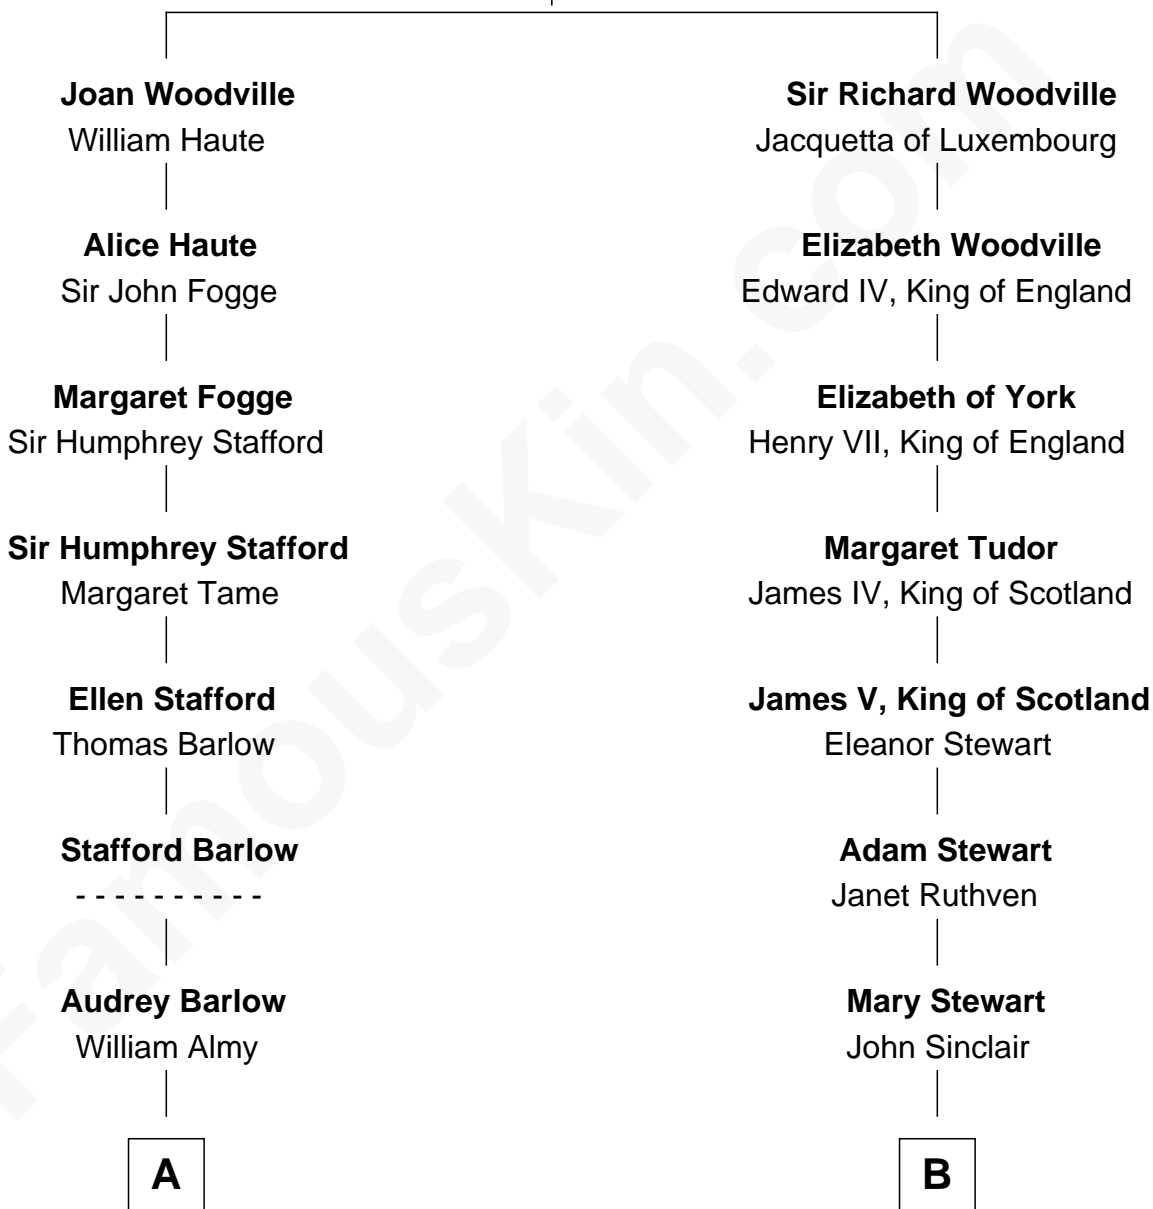 Joan Woodville
William Haute
Sir Richard Woodville
Jacquetta of Luxembourg
Alice Haute
Sir John Fogge
Elizabeth Woodville
Edward IV, King of England
Margaret Fogge
Sir Humphrey Stafford
Elizabeth of York
Henry VII, King of England
Sir Humphrey Stafford
Margaret Tame
Margaret Tudor
James IV, King of Scotland
Ellen Stafford
Thomas Barlow
James V, King of Scotland
Eleanor Stewart
Stafford Barlow
- - - - - - - - - -
Adam Stewart
Janet Ruthven
Audrey Barlow
William Almy
Mary Stewart
John Sinclair
A
B
FamousKin.com